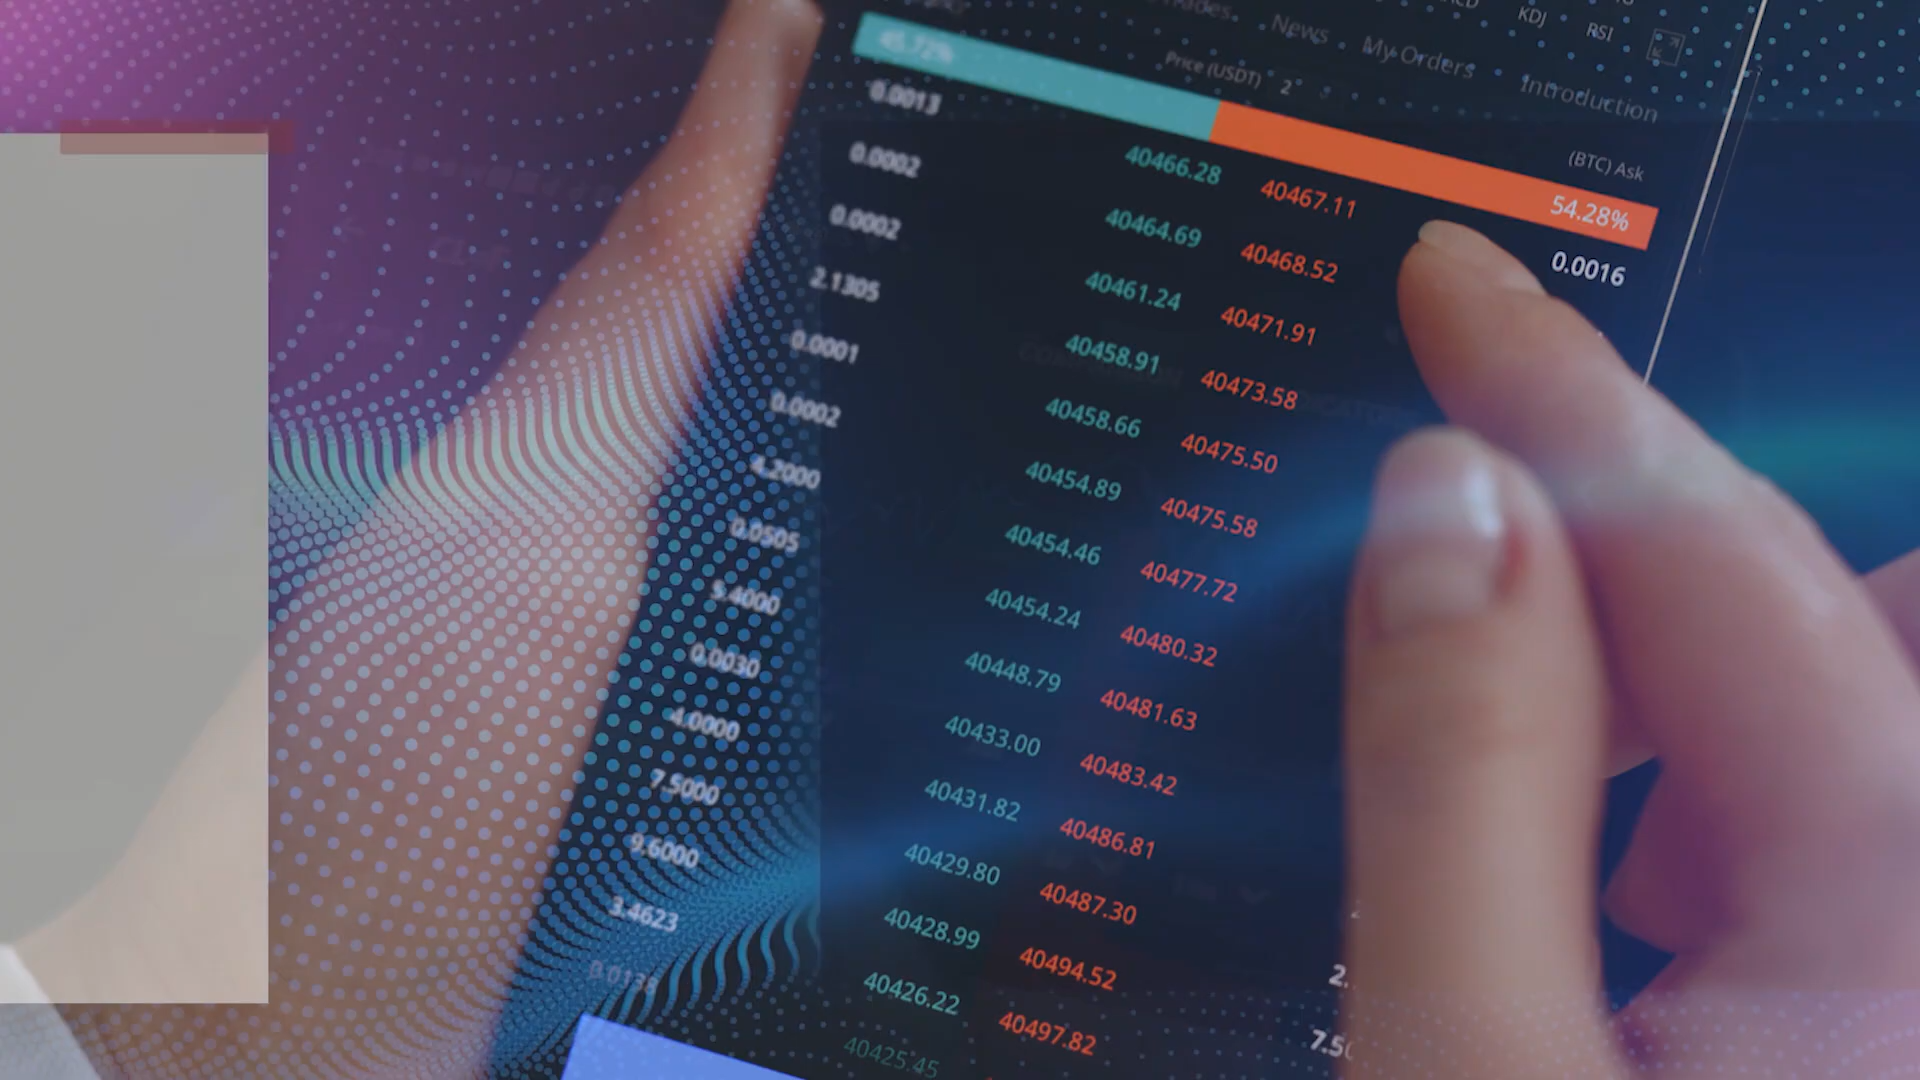 KDJ RSI
Trades News My Orders Introduction
45.72% Price (USDT) 2 (BTC) Ask 54.28%
0.0013 40466.28 40467.11 0.0016
0.0002 40464.69 40468.52
0.0002 40461.24 40471.91
2.1305 40458.91 40473.58
0.0001 40458.66 40475.50
0.0002 40454.89 40475.58
4.2000 40454.46 40477.72
0.0505 40454.24 40480.32
5.4000 40448.79 40481.63
0.0030 40433.00 40483.42
4.0000 40431.82 40486.81
7.5000 40429.80 40487.30
9.6000 40428.99 40494.52
3.4623 40426.22 40497.82
40425.45